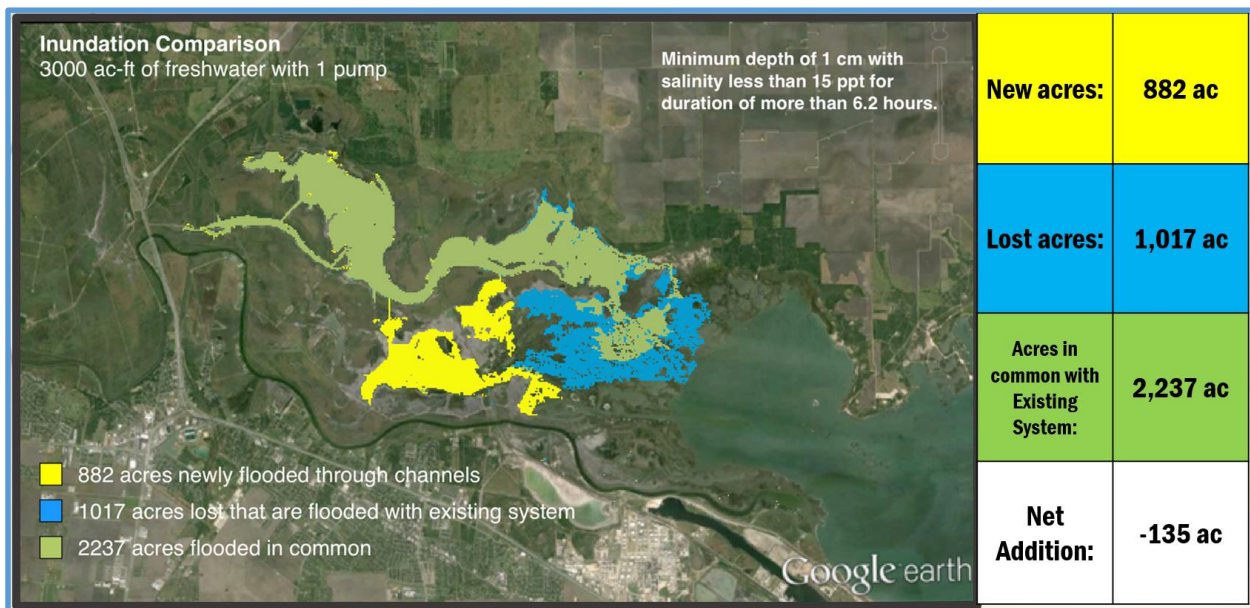 Inundation Comparison
3000 ac-ft of freshwater with 1 pump
Minimum depth of 1 cm with
salinity less than 15 ppt for
duration of more than 6.2 hours.
882 acres newly flooded through channels
1017 acres lost that are flooded with existing system
2237 acres flooded in common
Google earth
New acres: 882 ac
Lost acres: 1,017 ac
Acres in
common with
Existing
System:
2,237 ac
Net
Addition:
-135 ac